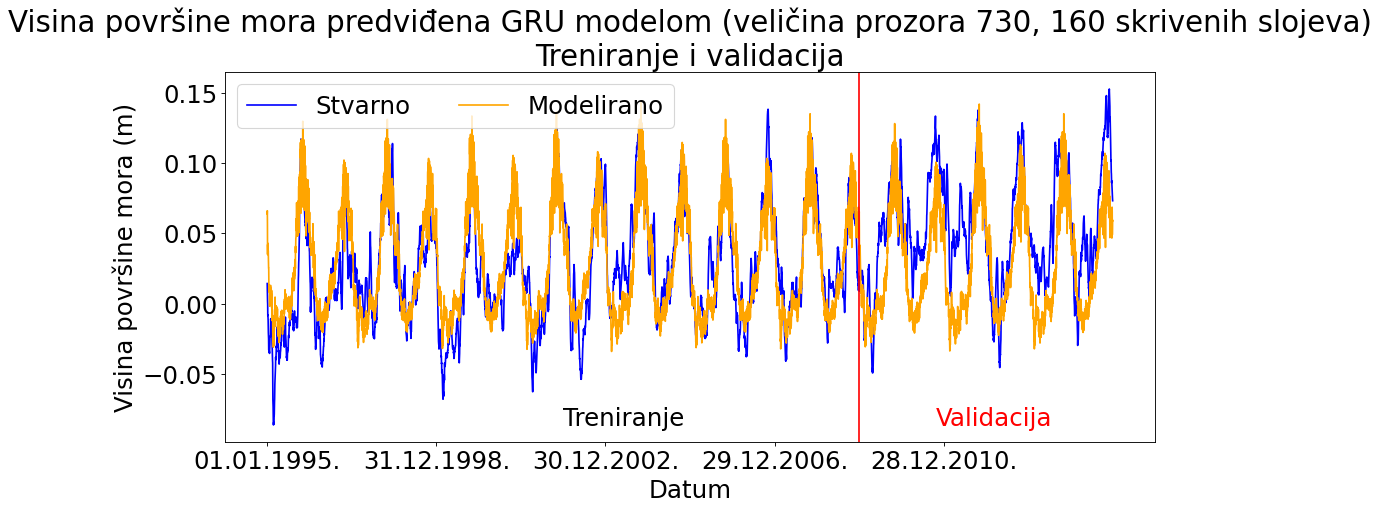 Visina površine mora predviđena GRU modelom (veličina prozora 730, 160 skrivenih slojeva)
Treniranje i validacija
Stvarno
Modelirano
0.15
0.10
0.05
0.00
−0.05
Visina površine mora (m)
Treniranje
Validacija
01.01.1995.
31.12.1998.
30.12.2002.
29.12.2006.
28.12.2010.
Datum